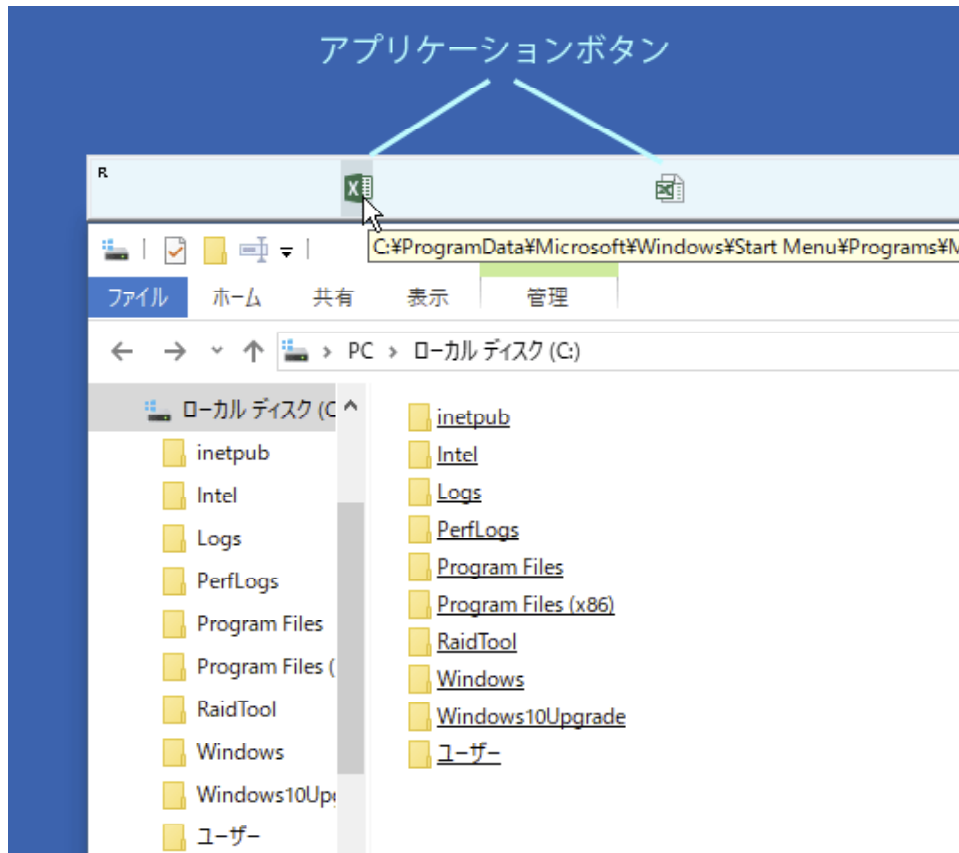 アプリケーションボタン
R
C:¥ProgramData¥Microsoft¥Windows¥Start Menu¥Programs¥M
ファイル ホーム 共有 表示 管理
PC › ローカル ディスク (C:)
ローカル ディスク (C
inetpub
Intel
Logs
PerfLogs
Program Files
Program Files (
RaidTool
Windows
Windows10Upg
ユーザー
inetpub
Intel
Logs
PerfLogs
Program Files
Program Files (x86)
RaidTool
Windows
Windows10Upgrade
ユーザー